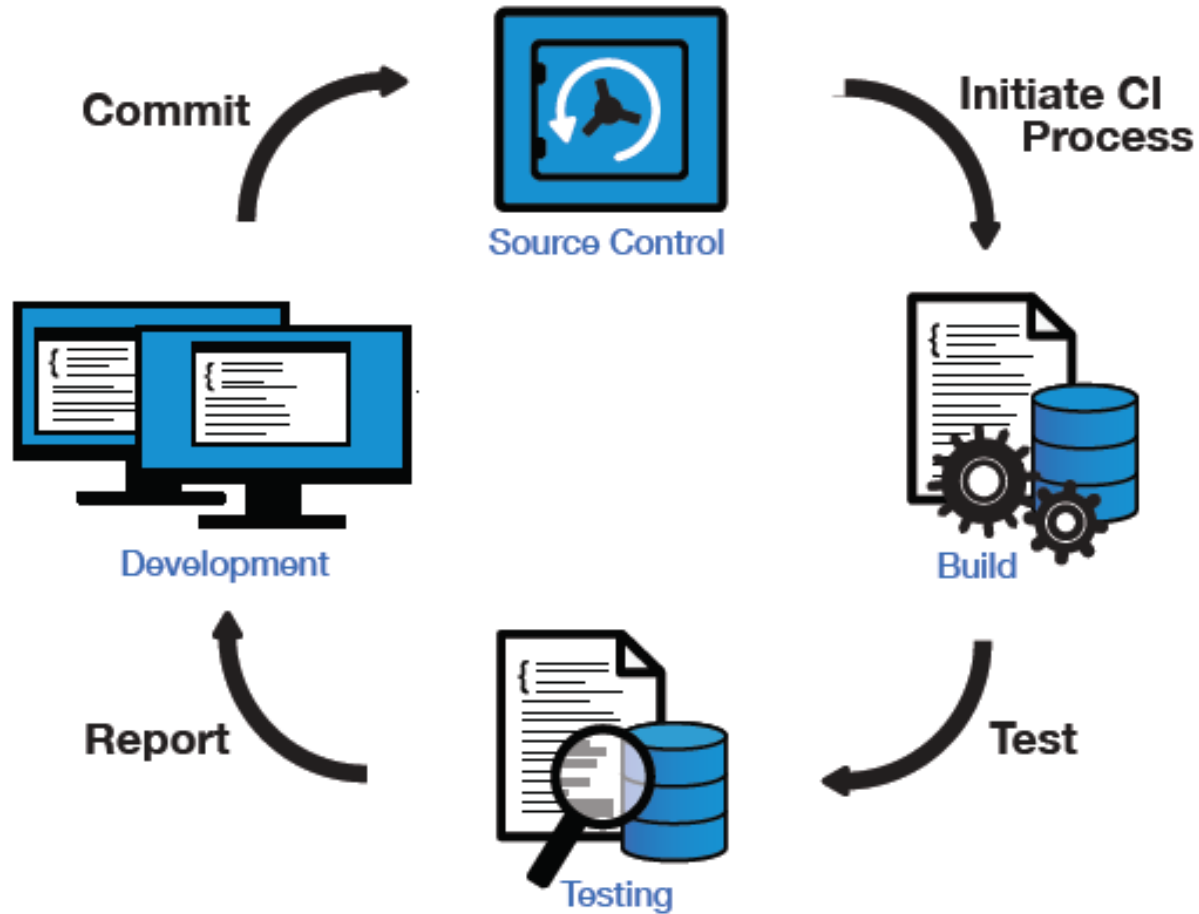 Commit
Initiate CI
Process
Source Control
Development
Build
Report
Test
Testing